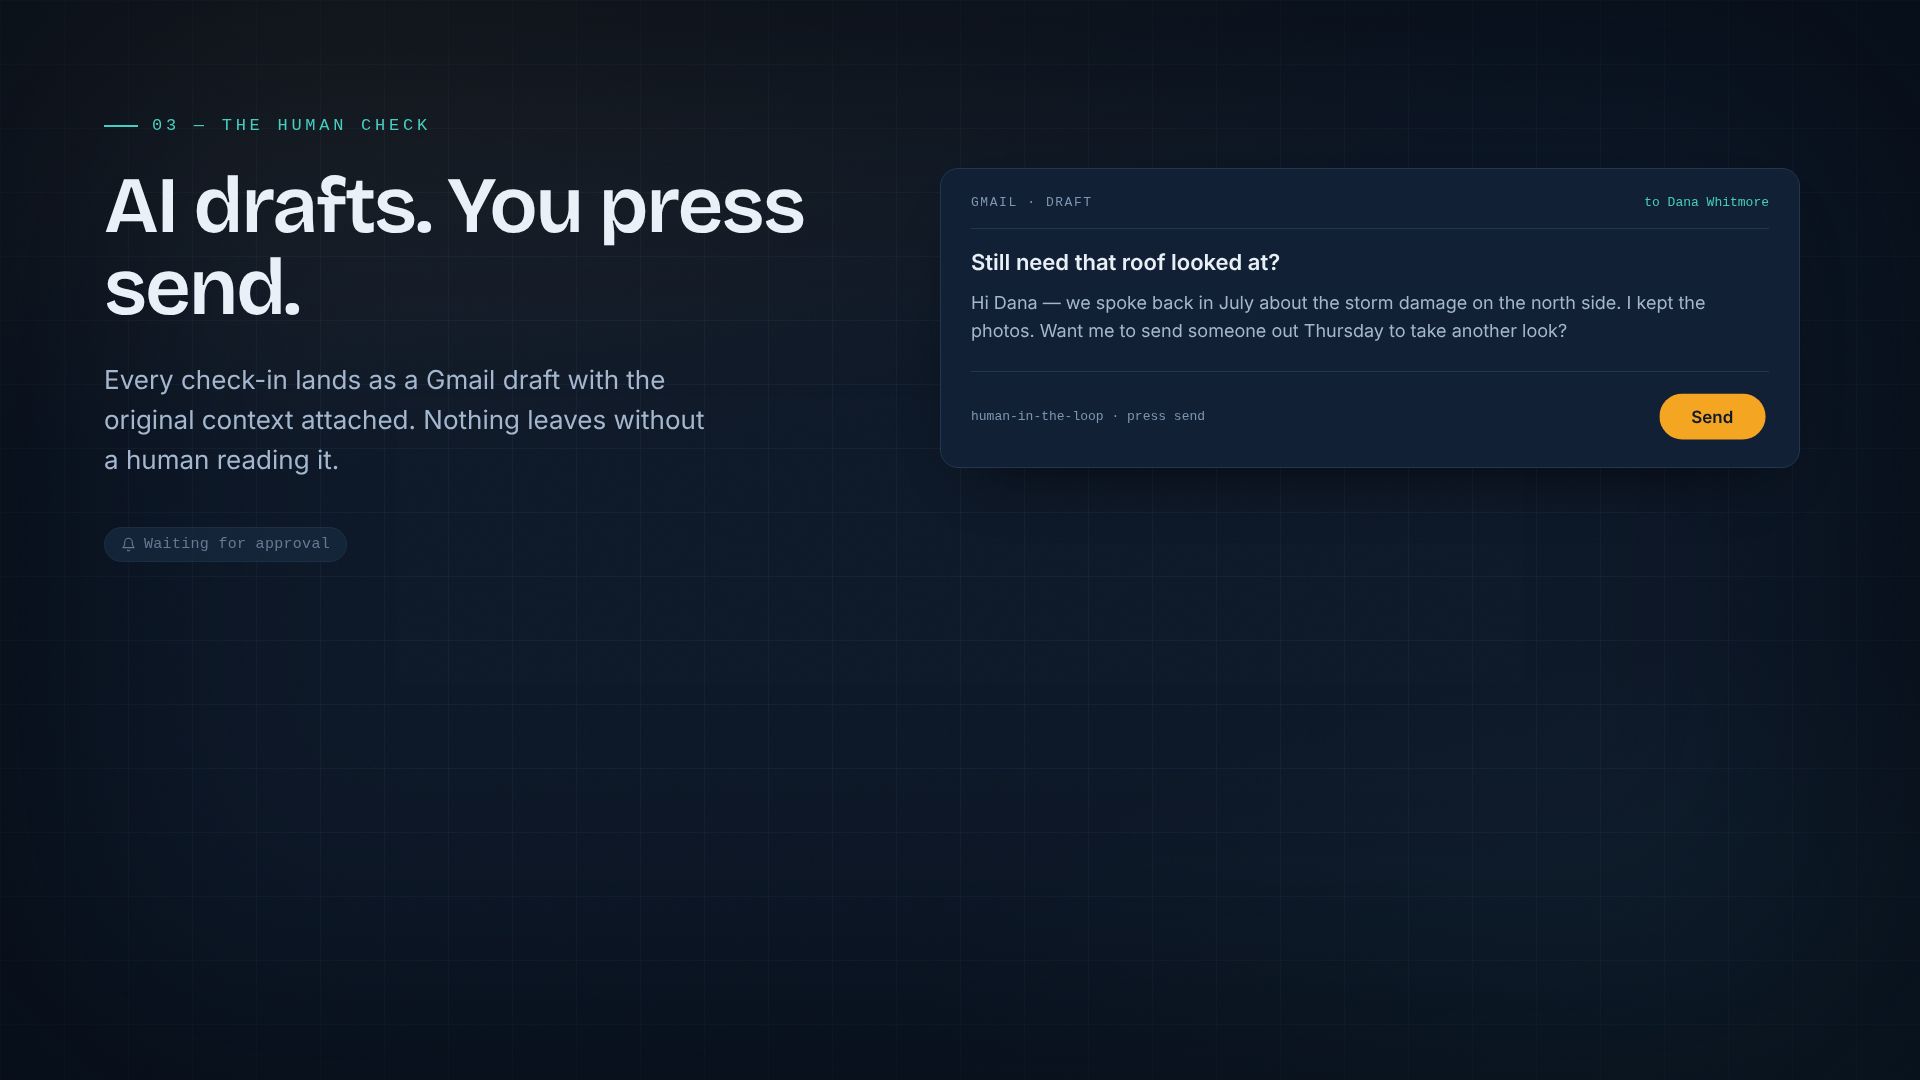 03 — THE HUMAN CHECK
AI drafts. You press
send.
Every check-in lands as a Gmail draft with the
original context attached. Nothing leaves without
a human reading it.
Waiting for approval
GMAIL · DRAFT
to Dana Whitmore
Still need that roof looked at?
Hi Dana — we spoke back in July about the storm damage on the north side. I kept the
photos. Want me to send someone out Thursday to take another look?
human-in-the-loop · press send
Send